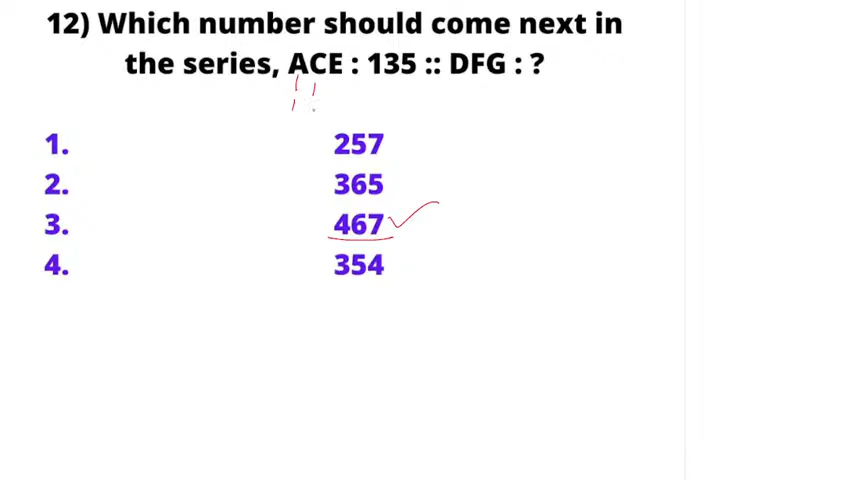 12) Which number should come next in
the series, ACE : 135 :: DFG : ?
1. 257
2. 365
3. 467
4. 354